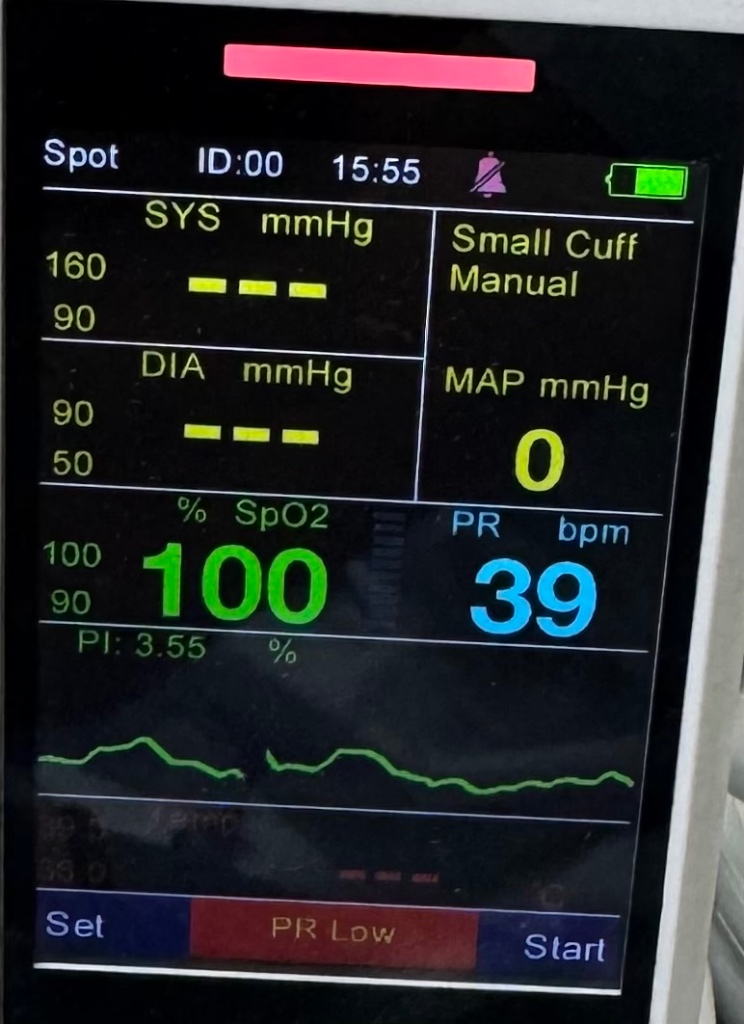 Spot ID:00 15:55
SYS mmHg
160
90
---
Small Cuff
Manual
DIA mmHg
90
50
---
MAP mmHg
0
% SpO2
100
90
100
PR bpm
39
PI: 3.55 %
---
Set PR Low Start